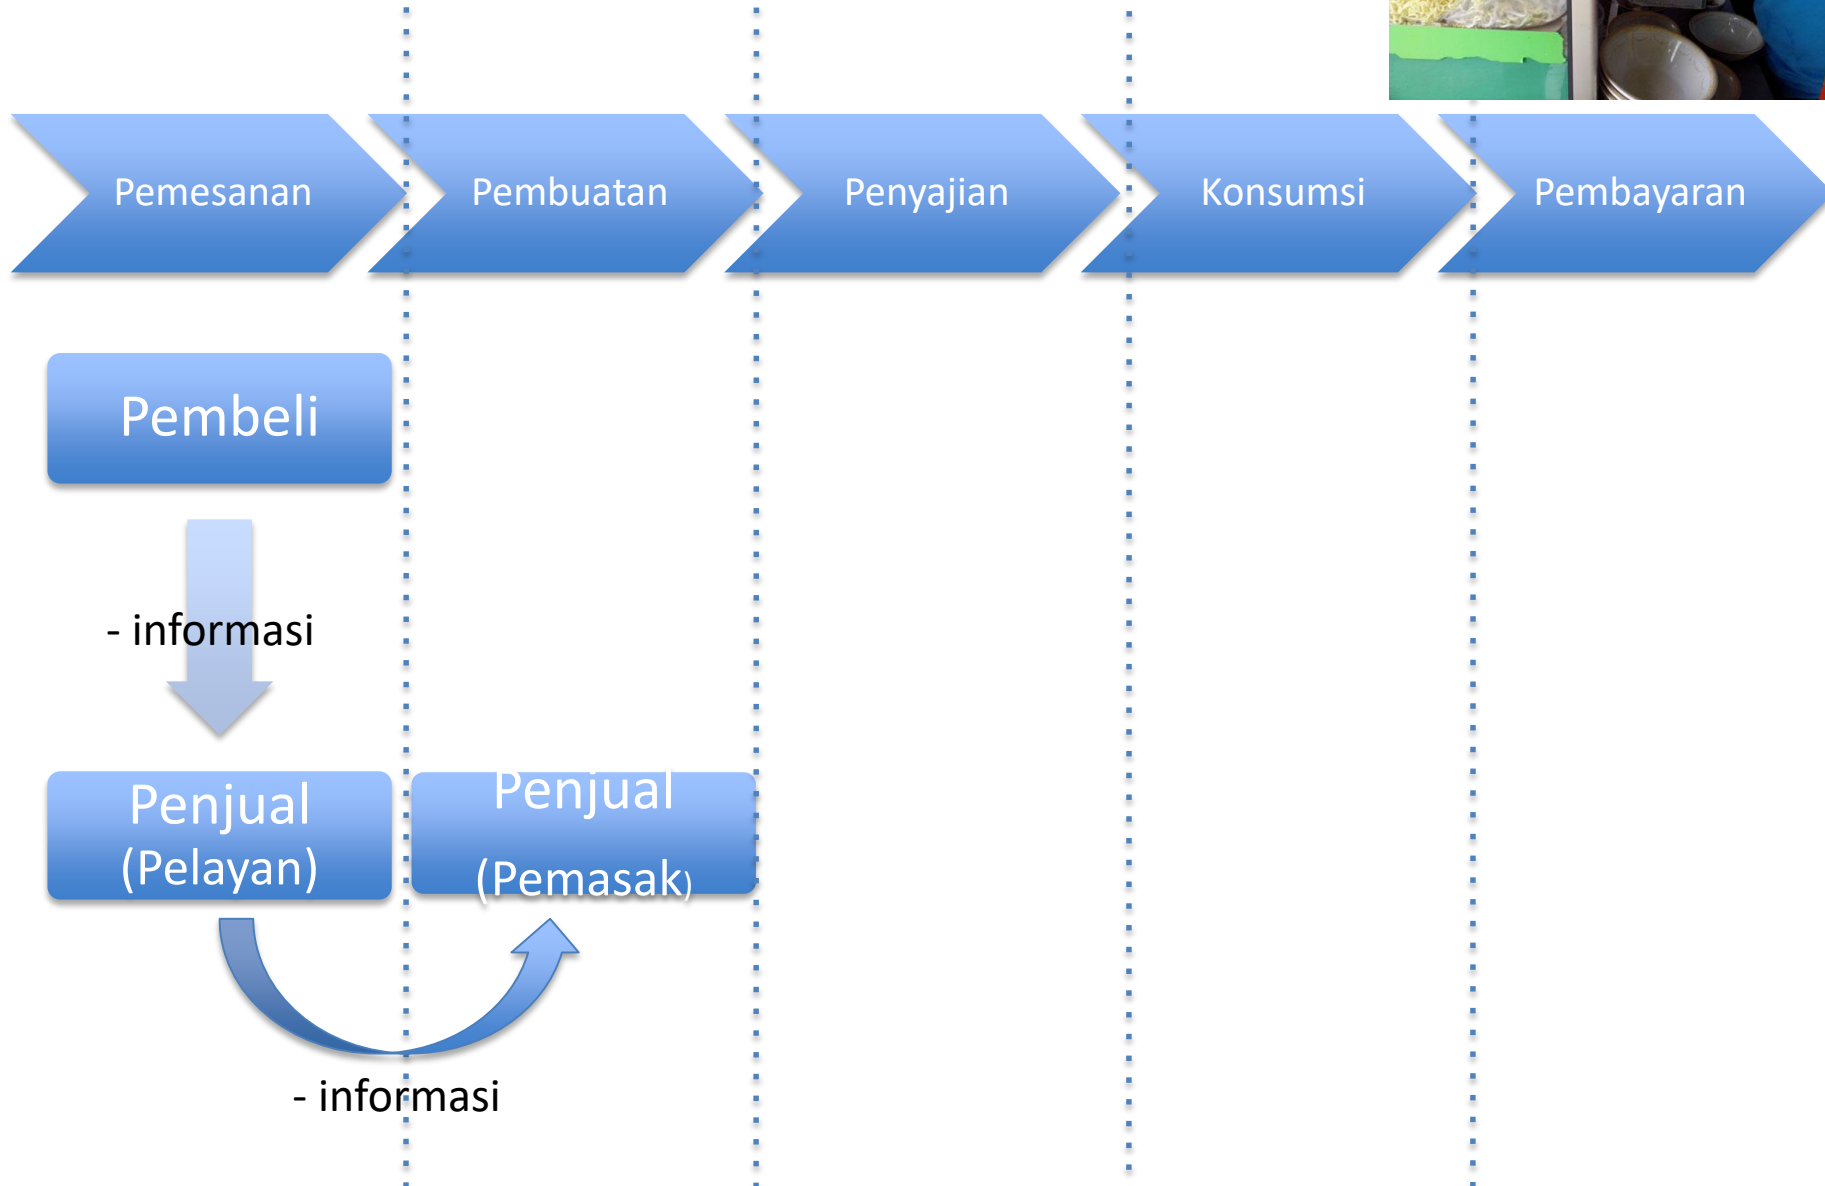 Pemesanan
Pembuatan
Penyajian
Konsumsi
Pembayaran
Pembeli
- informasi
Penjual
(Pelayan)
Penjual
(Pemasak)
- informasi